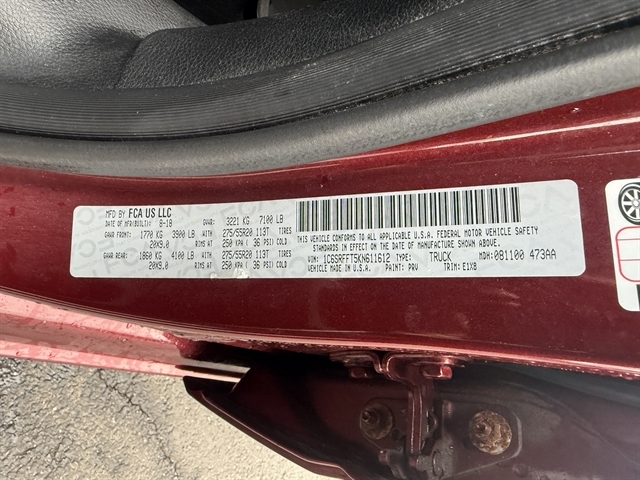 MFD BY FCA US LLC
DATE OF MFR(BUILT): 8-18 GVWR: 3221 KG 7100 LB
GAWR FRONT: 1770 KG 3900 LB WITH 275/55R20 113T TIRES
20X9.0 RIMS AT 250 KPA ( 36 PSI) COLD
GAWR REAR: 1860 KG 4100 LB WITH 275/55R20 113T TIRES
20X9.0 RIMS AT 250 KPA ( 36 PSI) COLD
THIS VEHICLE CONFORMS TO ALL APPLICABLE U.S.A. FEDERAL MOTOR VEHICLE SAFETY
STANDARDS IN EFFECT ON THE DATE OF MANUFACTURE SHOWN ABOVE.
VIN: 1C6SRFFT5KN611612 TYPE: TRUCK MDH: 081100 473AA
VEHICLE MADE IN U.S.A. PAINT: PRV TRIM: E1X8